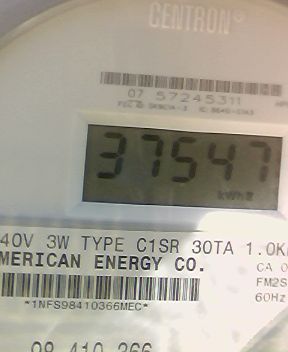 CENTRON®
07 57245311
37547
kWh
40V 3W TYPE C1SR 30TA 1.0K
MERICAN ENERGY CO.
CA 0
FM2S
60Hz
*1NFS98410366MEC*
98 410 366